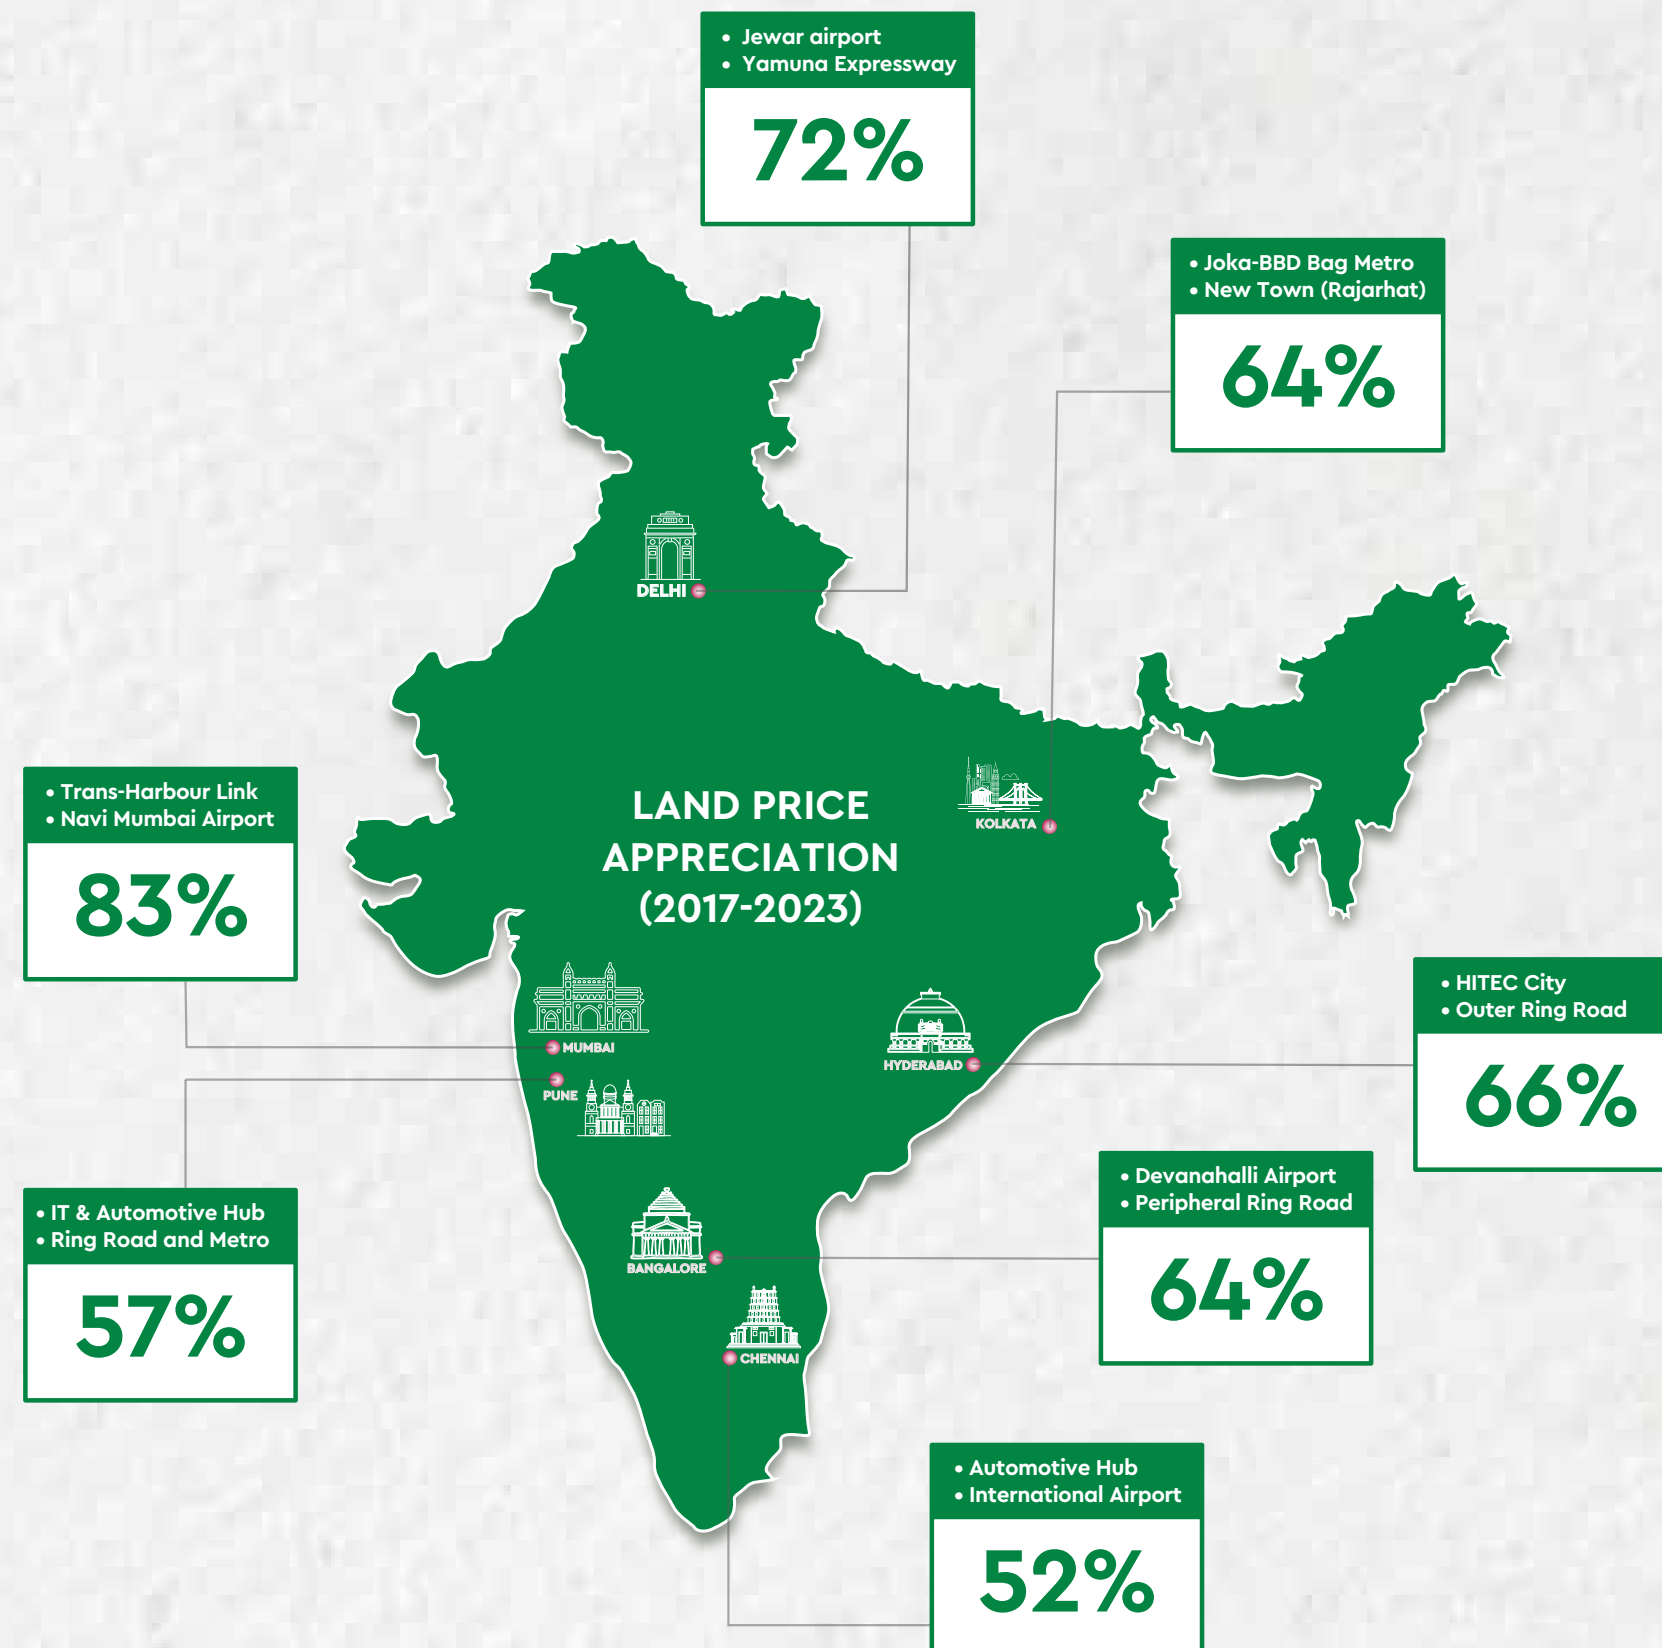 • Jewar airport
• Yamuna Expressway
72%
• Joka-BBD Bag Metro
• New Town (Rajarhat)
64%
DELHI
LAND PRICE
APPRECIATION
(2017-2023)
KOLKATA
• Trans-Harbour Link
• Navi Mumbai Airport
83%
MUMBAI
PUNE
HYDERABAD
• HITEC City
• Outer Ring Road
66%
• IT & Automotive Hub
• Ring Road and Metro
57%
BANGALORE
• Devanahalli Airport
• Peripheral Ring Road
64%
CHENNAI
• Automotive Hub
• International Airport
52%